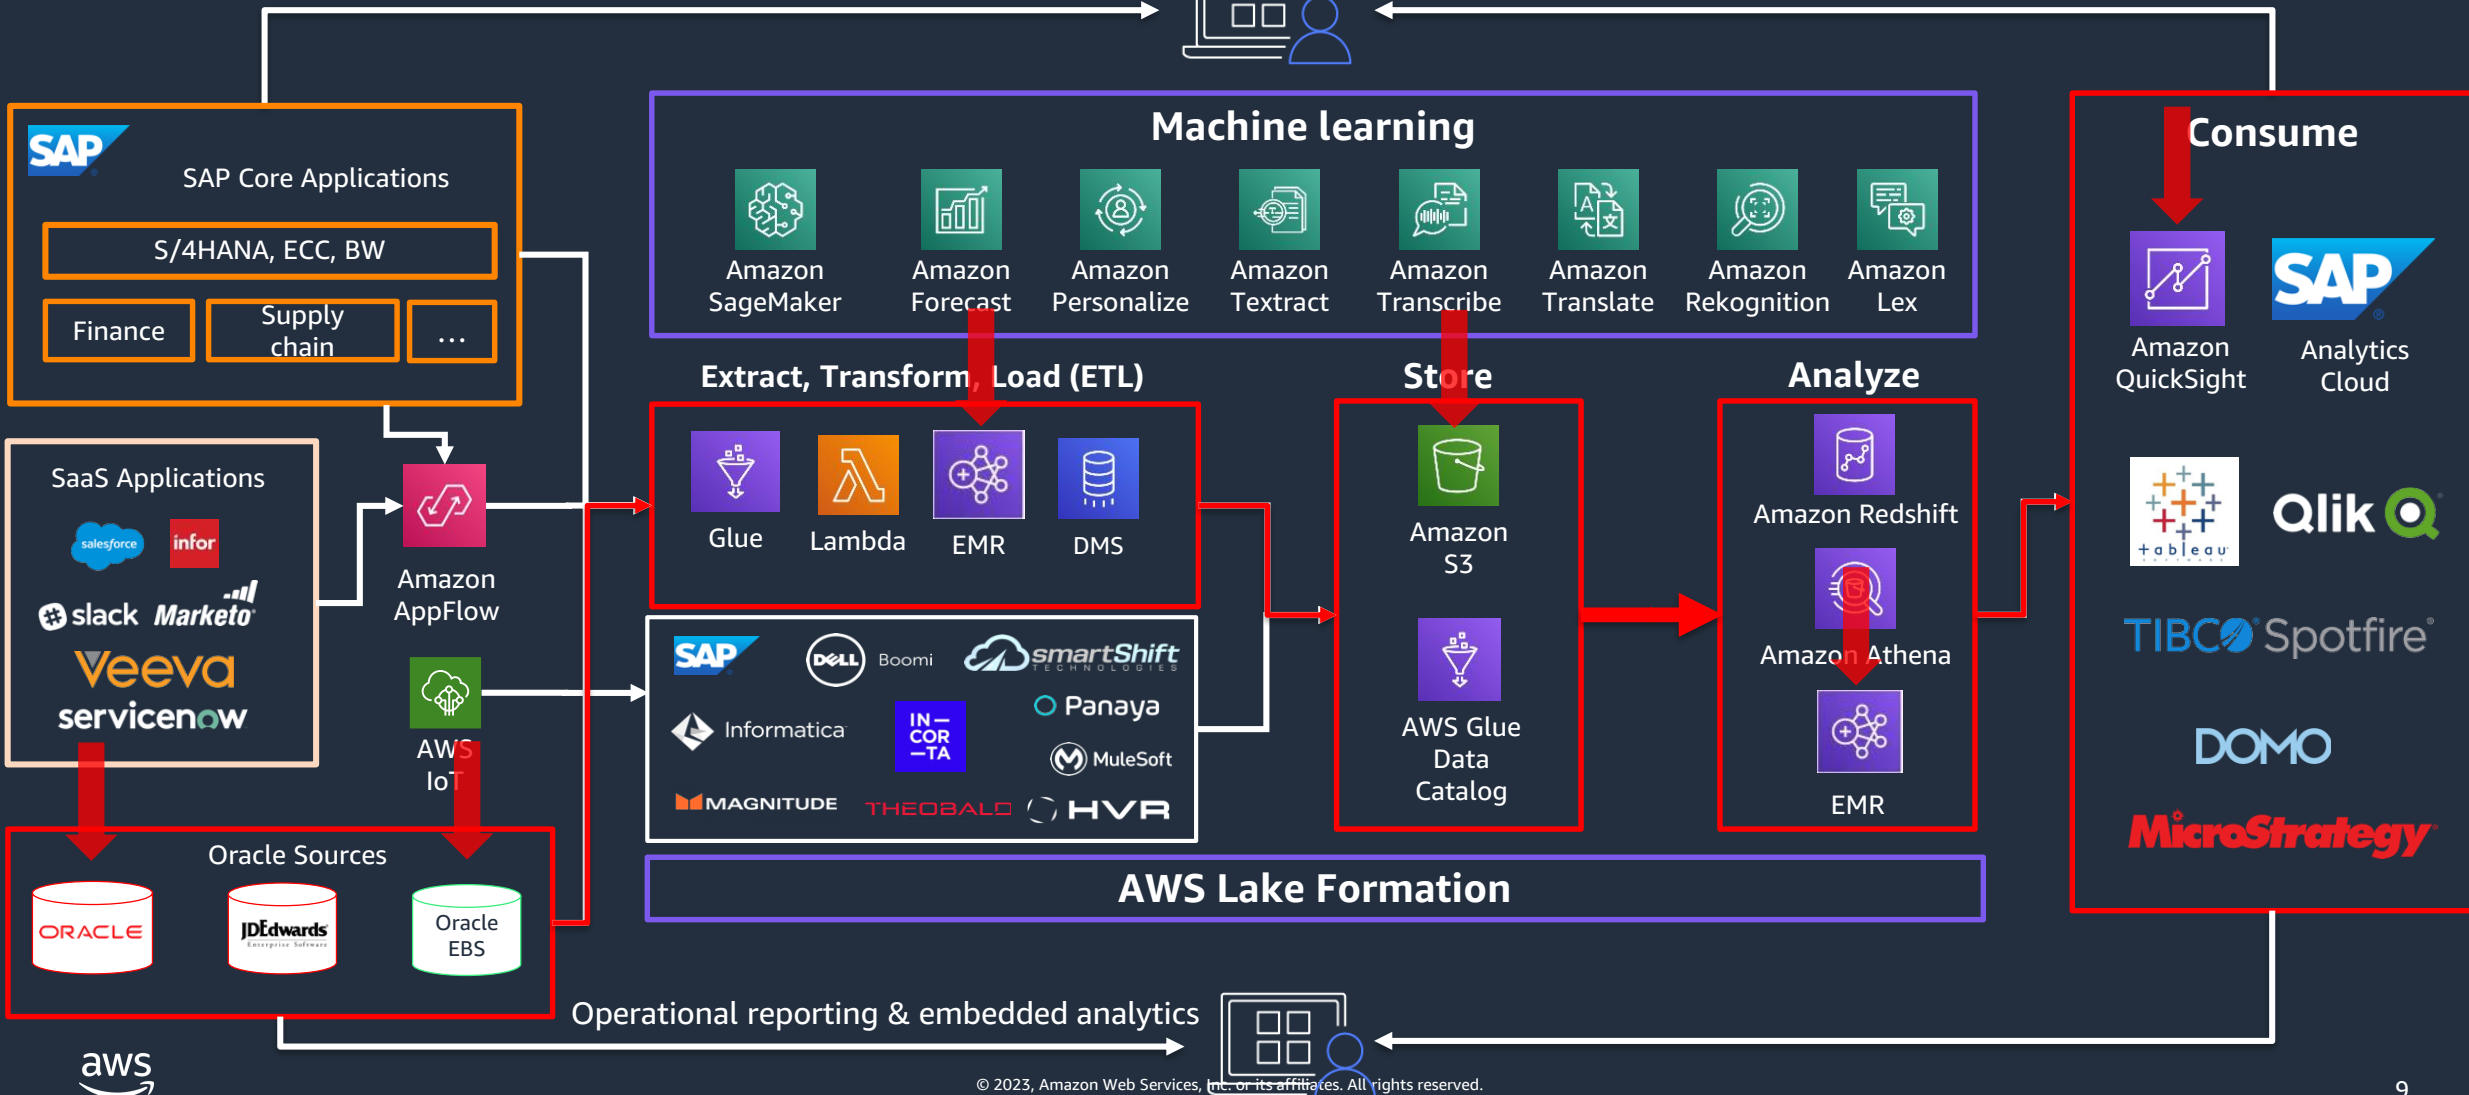 SAP
SAP Core Applications
S/4HANA, ECC, BW
Finance
Supply
chain
...
SaaS Applications
salesforce
infor
slack
Marketo
Veeva
servicenow
Amazon
AppFlow
AWS
IoT
Oracle Sources
ORACLE
JDEdwards
Enterprise Software
Oracle
EBS
Machine learning
Amazon
SageMaker
Amazon
Forecast
Amazon
Personalize
Amazon
Textract
Amazon
Transcribe
Amazon
Translate
Amazon
Rekognition
Amazon
Lex
Extract, Transform, Load (ETL)
Glue
Lambda
EMR
DMS
SAP
DELL
Boomi
smartShift
TECHNOLOGIES
Informatica
IN—
COR
—TA
Panaya
MuleSoft
MAGNITUDE
THEOBALD
HVR
Store
Amazon
S3
AWS Glue
Data
Catalog
Analyze
Amazon Redshift
Amazon Athena
EMR
AWS Lake Formation
Consume
Amazon
QuickSight
SAP
Analytics
Cloud
tableau
SOFTWARE
Qlik
TIBCO Spotfire
DOMO
MicroStrategy
Operational reporting & embedded analytics
aws
© 2023, Amazon Web Services, Inc. or its affiliates. All rights reserved.
9